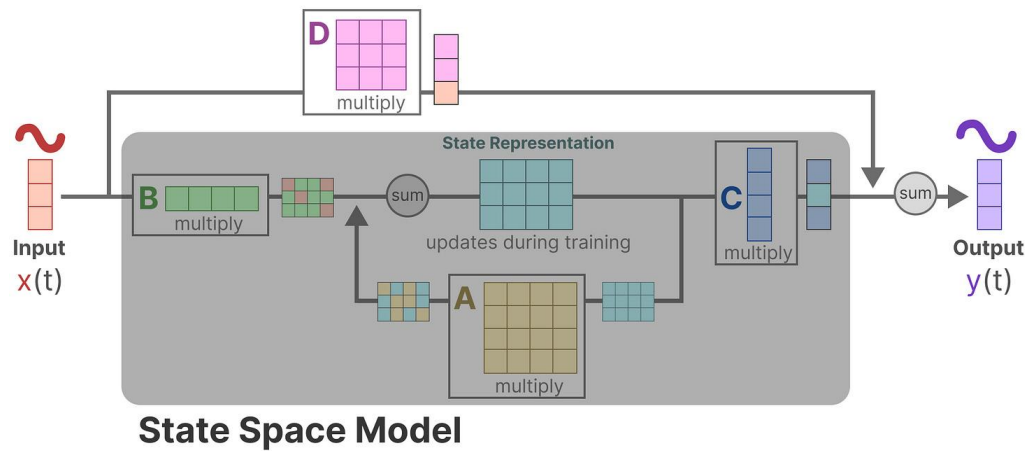 D
multiply
State Representation
B
multiply
sum
updates during training
C
multiply
sum
Input
x(t)
Output
y(t)
A
multiply
State Space Model